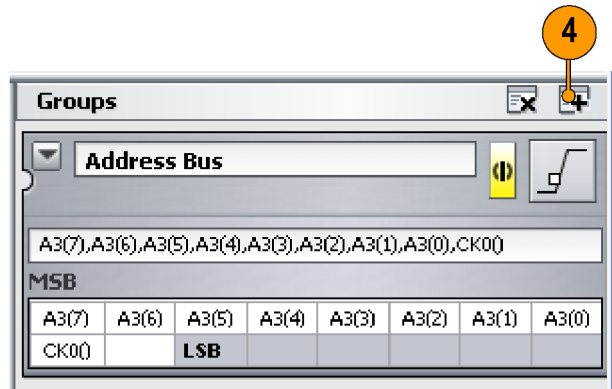 4
Groups
Address Bus
A3(7),A3(6),A3(5),A3(4),A3(3),A3(2),A3(1),A3(0),CK0()
MSB
A3(7) A3(6) A3(5) A3(4) A3(3) A3(2) A3(1) A3(0)
CK0() LSB